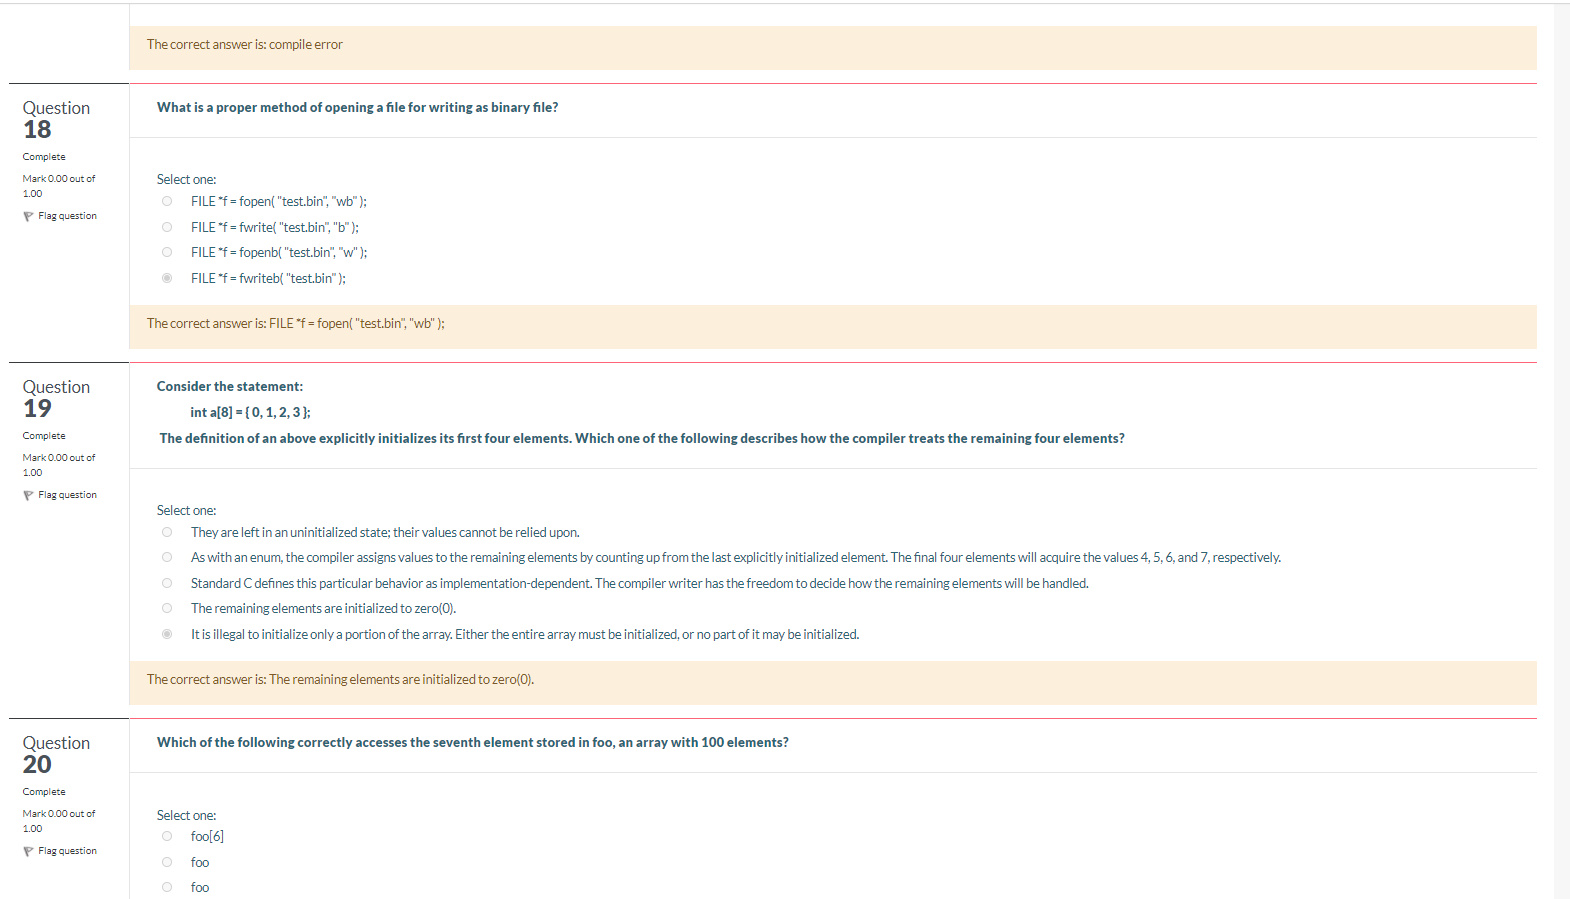 The correct answer is: compile error
Question
18
Complete
Mark 0.00 out of
1.00
Flag question
What is a proper method of opening a file for writing as binary file?
Select one:
FILE *f = fopen( "test.bin", "wb" );
FILE *f = fwrite( "test.bin", "b" );
FILE *f = fopenb( "test.bin", "w" );
FILE *f = fwriteb( "test.bin" );
The correct answer is: FILE *f = fopen( "test.bin", "wb" );
Question
19
Complete
Mark 0.00 out of
1.00
Flag question
Consider the statement:
int a[8] = { 0, 1, 2, 3 };
The definition of an above explicitly initializes its first four elements. Which one of the following describes how the compiler treats the remaining four elements?
Select one:
They are left in an uninitialized state; their values cannot be relied upon.
As with an enum, the compiler assigns values to the remaining elements by counting up from the last explicitly initialized element. The final four elements will acquire the values 4, 5, 6, and 7, respectively.
Standard C defines this particular behavior as implementation-dependent. The compiler writer has the freedom to decide how the remaining elements will be handled.
The remaining elements are initialized to zero(0).
It is illegal to initialize only a portion of the array. Either the entire array must be initialized, or no part of it may be initialized.
The correct answer is: The remaining elements are initialized to zero(0).
Question
20
Complete
Mark 0.00 out of
1.00
Flag question
Which of the following correctly accesses the seventh element stored in foo, an array with 100 elements?
Select one:
foo[6]
foo
foo